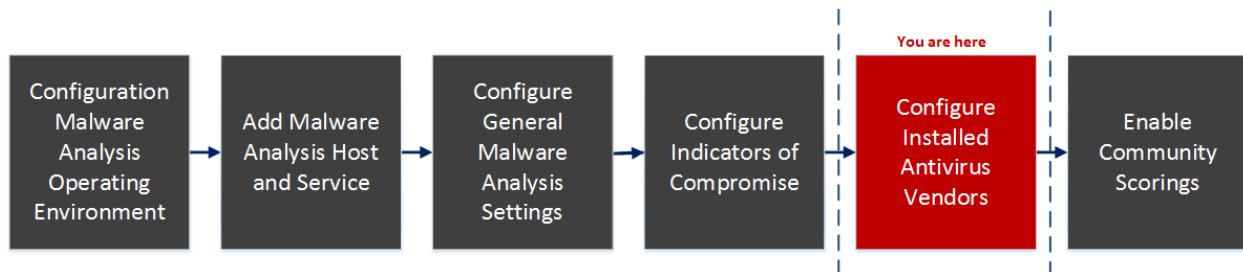 You are here
Configuration
Malware
Analysis
Operating
Environment
Add Malware
Analysis Host
and Service
Configure
General
Malware
Analysis
Settings
Configure
Indicators of
Compromise
Configure
Installed
Antivirus
Vendors
Enable
Community
Scorings